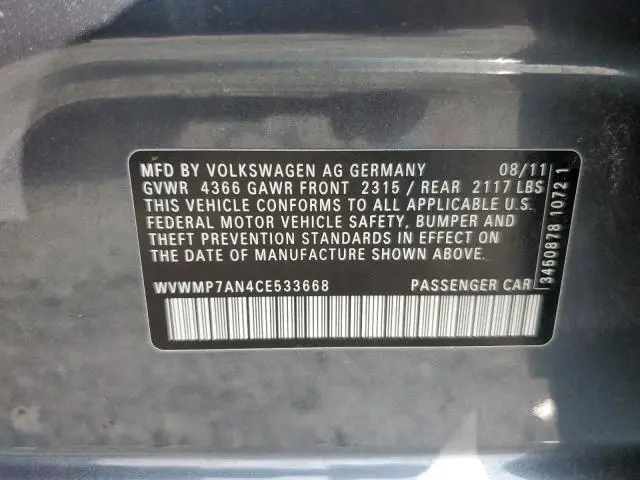 MFD BY VOLKSWAGEN AG GERMANY 08/11
GVWR 4366 GAWR FRONT 2315 / REAR 2117 LBS
THIS VEHICLE CONFORMS TO ALL APPLICABLE U.S.
FEDERAL MOTOR VEHICLE SAFETY, BUMPER AND
THEFT PREVENTION STANDARDS IN EFFECT ON
THE DATE OF MANUFACTURE SHOWN ABOVE.
WVWMP7AN4CE533668 PASSENGER CAR
3450878 1072 1